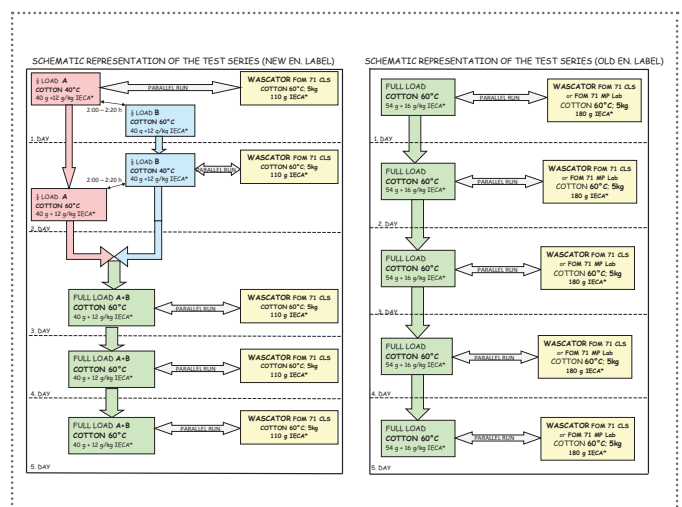 SCHEMATIC REPRESENTATION OF THE TEST SERIES (NEW EN. LABEL)
½ LOAD A
COTTON 40°C
40 g +12 g/kg IECA*
PARALLEL RUN
WASCATOR FOM 71 CLS
COTTON 60°C; 5kg
110 g IECA*
2:00 – 2:20 h
½ LOAD B
COTTON 60°C
40 g +12 g/kg IECA*
1. DAY
½ LOAD B
COTTON 40°C
40 g +12 g/kg IECA*
PARALLEL RUN
WASCATOR FOM 71 CLS
COTTON 60°C; 5kg
110 g IECA*
2:00 – 2:20 h
½ LOAD A
COTTON 60°C
40 g +12 g/kg IECA*
2. DAY
FULL LOAD A+B
COTTON 60°C
40 g + 12 g/kg IECA*
PARALLEL RUN
WASCATOR FOM 71 CLS
COTTON 60°C; 5kg
110 g IECA*
3. DAY
FULL LOAD A+B
COTTON 60°C
40 g + 12 g/kg IECA*
PARALLEL RUN
WASCATOR FOM 71 CLS
COTTON 60°C; 5kg
110 g IECA*
4. DAY
FULL LOAD A+B
COTTON 60°C
40 g + 12 g/kg IECA*
PARALLEL RUN
WASCATOR FOM 71 CLS
COTTON 60°C; 5kg
110 g IECA*
5. DAY
SCHEMATIC REPRESENTATION OF THE TEST SERIES (OLD EN. LABEL)
FULL LOAD
COTTON 60°C
54 g + 16 g/kg IECA*
PARALLEL RUN
WASCATOR FOM 71 CLS
or FOM 71 MP Lab
COTTON 60°C; 5kg
180 g IECA*
1. DAY
FULL LOAD
COTTON 60°C
54 g + 16 g/kg IECA*
PARALLEL RUN
WASCATOR FOM 71 CLS
or FOM 71 MP Lab
COTTON 60°C; 5kg
180 g IECA*
2. DAY
FULL LOAD
COTTON 60°C
54 g + 16 g/kg IECA*
PARALLEL RUN
WASCATOR FOM 71 CLS
or FOM 71 MP Lab
COTTON 60°C; 5kg
180 g IECA*
3. DAY
FULL LOAD
COTTON 60°C
54 g + 16 g/kg IECA*
PARALLEL RUN
WASCATOR FOM 71 CLS
or FOM 71 MP Lab
COTTON 60°C; 5kg
180 g IECA*
4. DAY
FULL LOAD
COTTON 60°C
54 g + 16 g/kg IECA*
PARALLEL RUN
WASCATOR FOM 71 CLS
or FOM 71 MP Lab
COTTON 60°C; 5kg
180 g IECA*
5. DAY